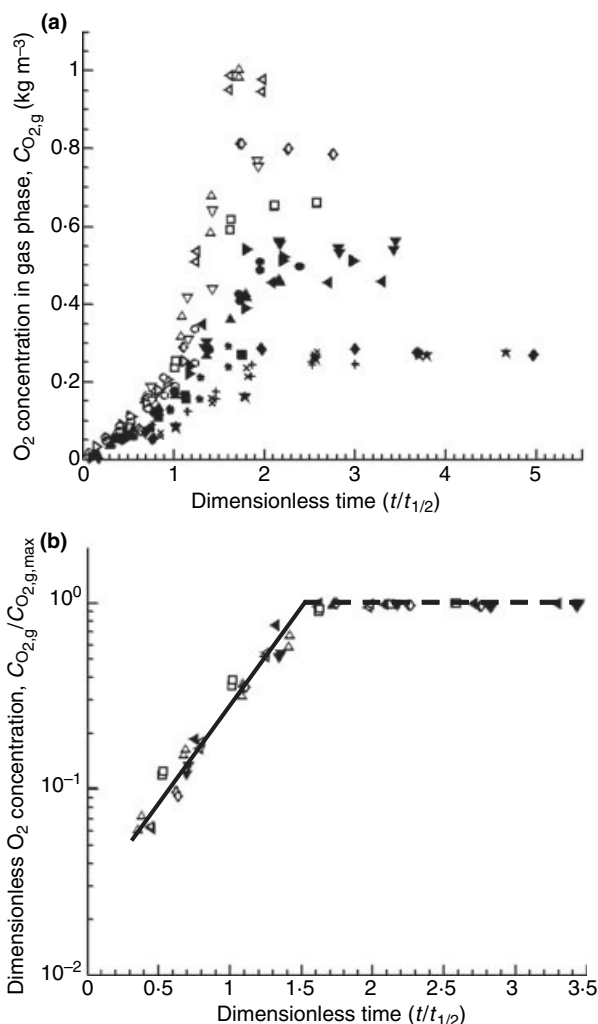 (a)
O2 concentration in gas phase, CO2,g (kg m–3)
1
0·8
0·6
0·4
0·2
0
0 1 2 3 4 5
Dimensionless time (t/t1/2)
(b)
Dimensionless O2 concentration, CO2,g/CO2,g,max
10^0
10^–1
10^–2
0 0·5 1 1·5 2 2·5 3 3·5
Dimensionless time (t/t1/2)